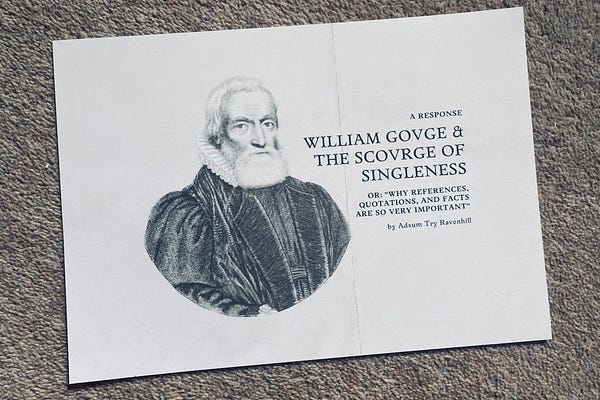 A RESPONSE
WILLIAM GOVGE &
THE SCOVRGE OF
SINGLENESS
OR: "WHY REFERENCES,
QUOTATIONS, AND FACTS
ARE SO VERY IMPORTANT"
by Adsum Try Ravenhill